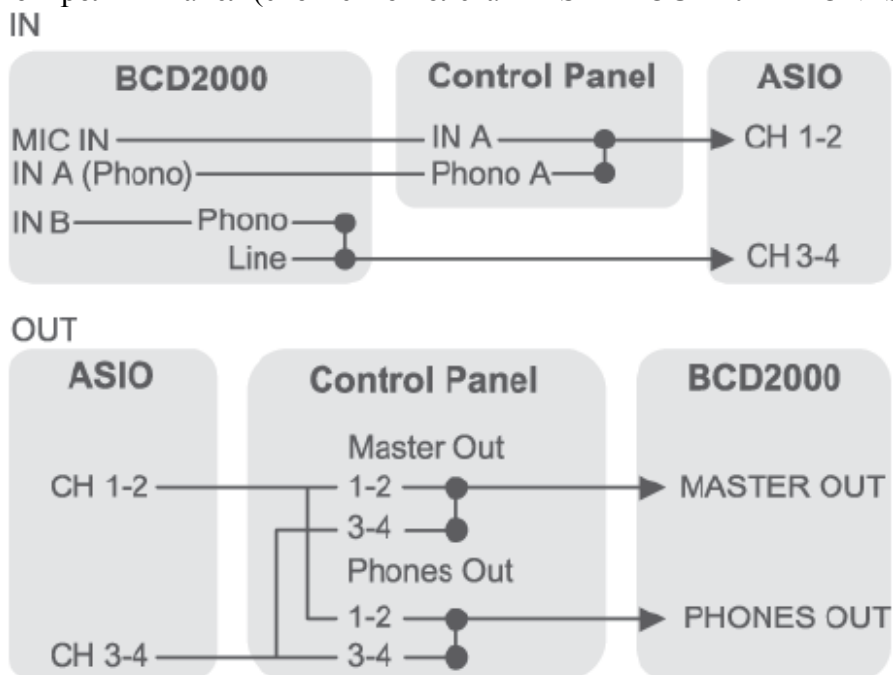 IN
BCD2000 Control Panel ASIO
MIC IN IN A CH 1-2
IN A (Phono) Phono A
IN B Phono
Line CH 3-4
OUT
ASIO Control Panel BCD2000
Master Out
CH 1-2 1-2 MASTER OUT
3-4
Phones Out
1-2 PHONES OUT
CH 3-4 3-4